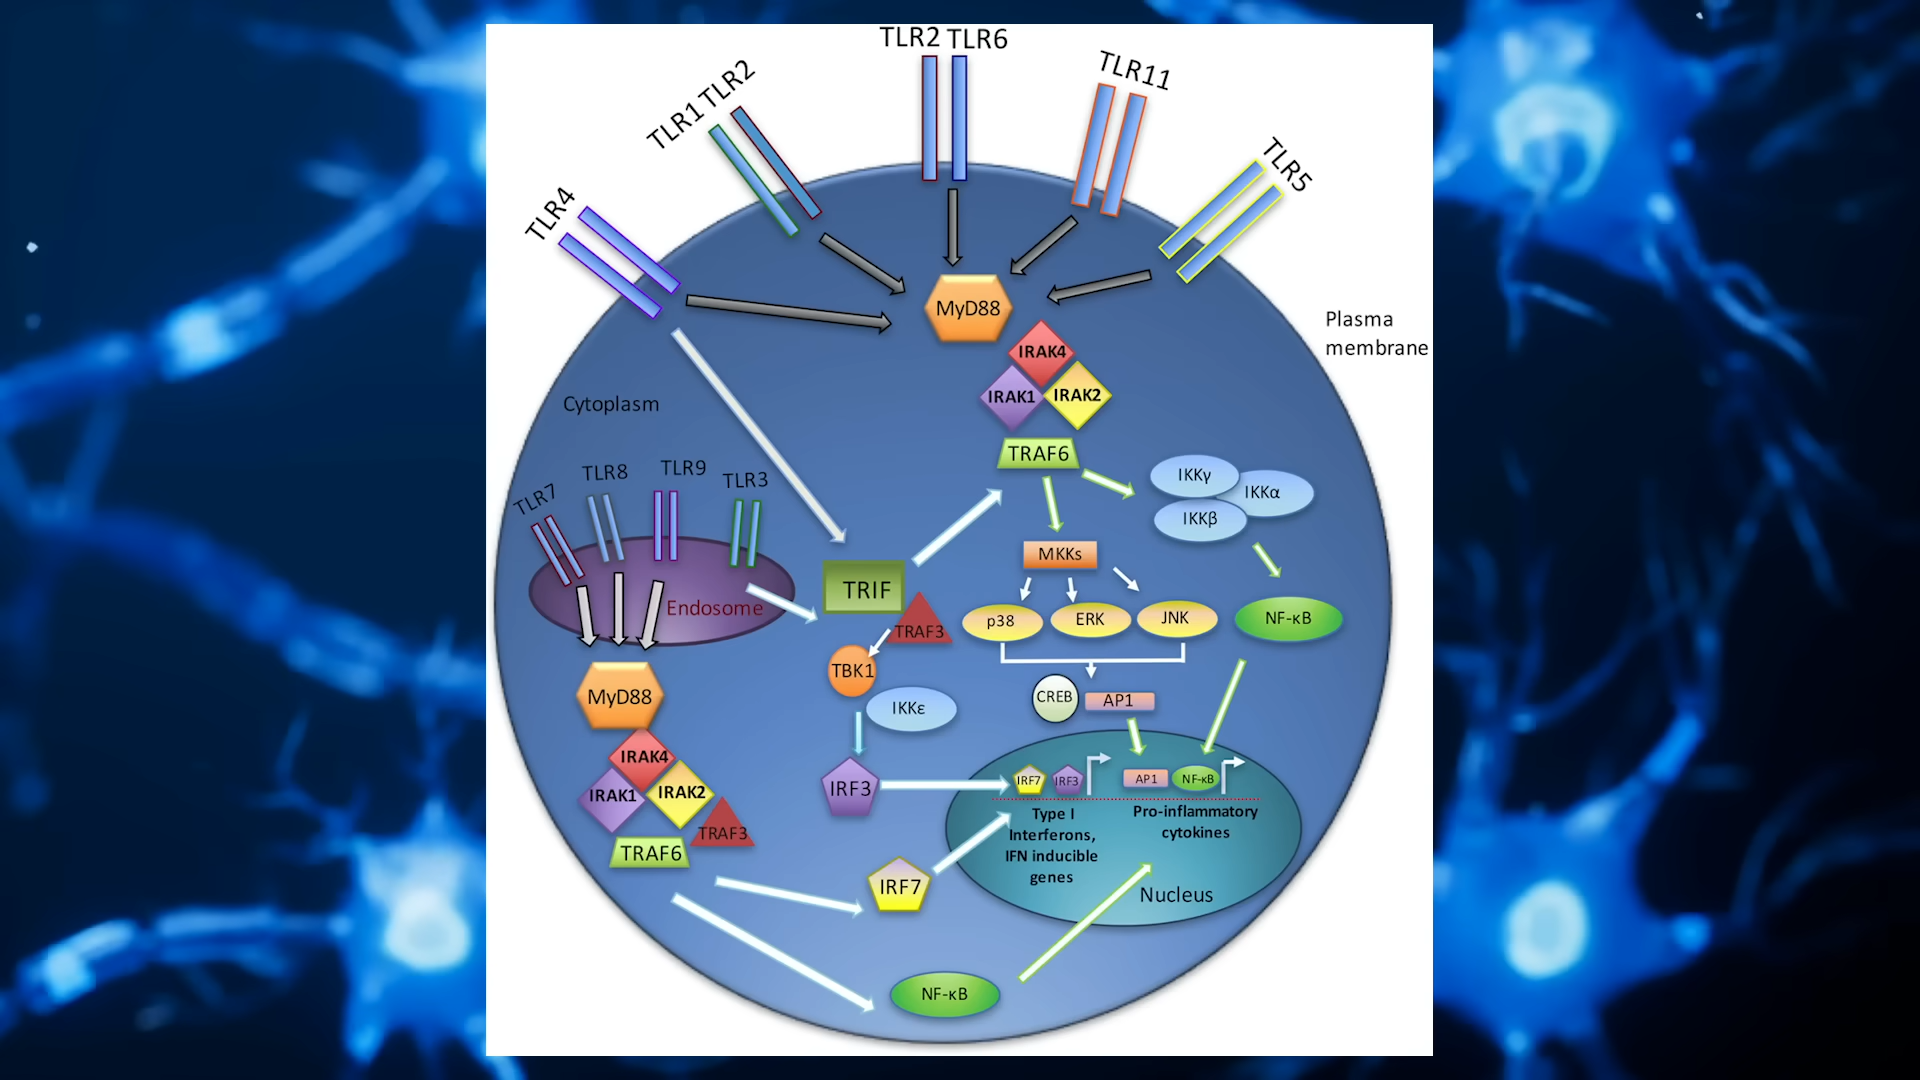 TLR2 TLR6
TLR11
TLR1 TLR2
TLR5
TLR4
MyD88
Plasma
membrane
IRAK4
IRAK1
IRAK2
Cytoplasm
TRAF6
TLR7
TLR8
TLR9
TLR3
IKKγ
IKKα
IKKβ
MKKs
Endosome
TRIF
TRAF3
p38
ERK
JNK
NF-κB
TBK1
IKKε
CREB
AP1
MyD88
IRAK4
IRAK1
IRAK2
TRAF3
TRAF6
IRF3
IRF7
IRF3
AP1
NF-κB
Type I
Interferons,
IFN inducible
genes
Pro-inflammatory
cytokines
Nucleus
IRF7
NF-κB